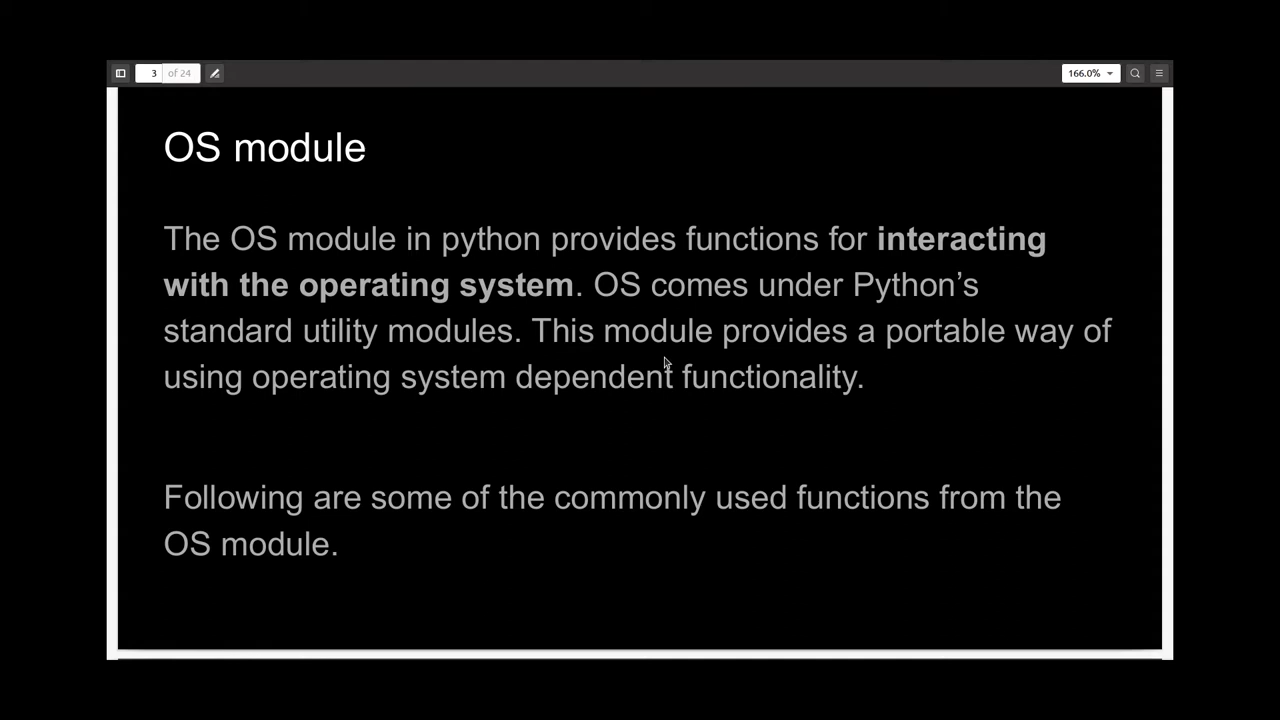 3 of 24
166.0%
OS module
The OS module in python provides functions for interacting
with the operating system. OS comes under Python’s
standard utility modules. This module provides a portable way of
using operating system dependent functionality.
Following are some of the commonly used functions from the
OS module.